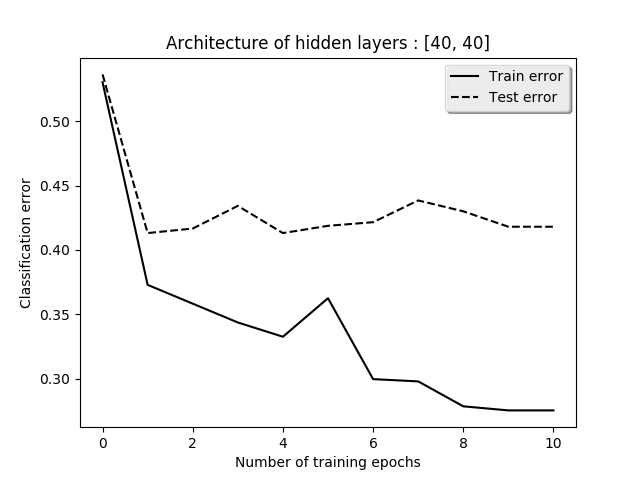 Architecture of hidden layers : [40, 40]
Train error
Test error
0.50
0.45
0.40
0.35
0.30
Classification error
0 2 4 6 8 10
Number of training epochs